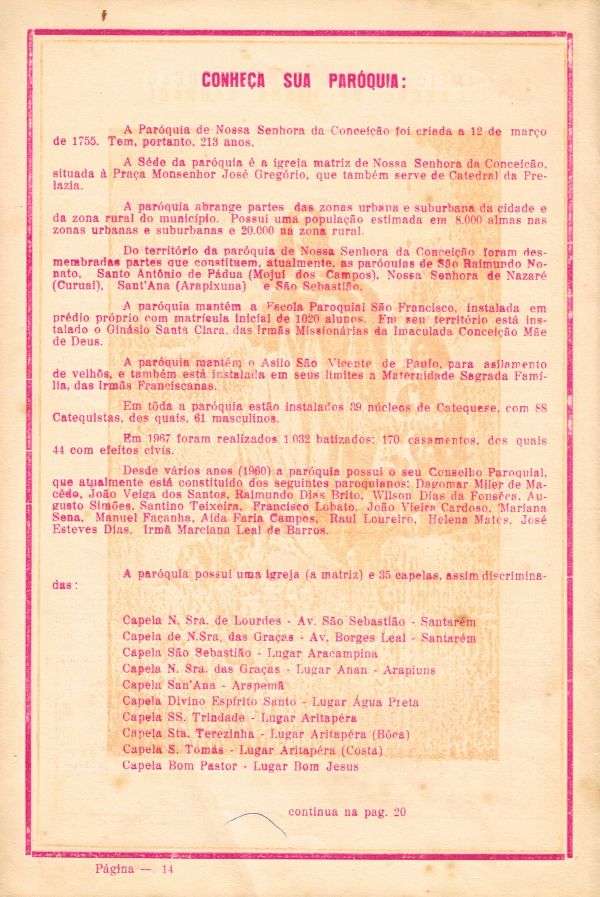 CONHEÇA SUA PARÓQUIA:
A Paróquia de Nossa Senhora da Conceição foi criada a 12 de março
de 1755. Tem, portanto, 213 anos.
A Séde da paróquia é a igreja matriz de Nossa Senhora da Conceição,
situada à Praça Monsenhor José Gregório, que também serve de Catedral da Pre-
lazia.
A paróquia abrange partes das zonas urbana e suburbana da cidade e
da zona rural do município. Possui uma população estimada em 8.000 almas nas
zonas urbanas e suburbanas e 20.000 na zona rural.
Do território da paróquia de Nossa Senhora da Conceição foram des-
membradas partes que constituem, atualmente, as paróquias de São Raimundo No-
nato, Santo Antônio de Pádua (Mojuí dos Campos), Nossa Senhora de Nazaré
(Curuai), Sant'Ana (Arapixuna) e São Sebastião.
A paróquia mantém a Escola Paroquial São Francisco, instalada em
prédio próprio com matrícula inicial de 1020 alunos. Em seu território está ins-
talado o Ginásio Santa Clara, das Irmãs Missionárias da Imaculada Conceição Mãe
de Deus.
A paróquia mantém o Asilo São Vicente de Paulo, para asilamento
de velhôs, e também está instalada em seus limites a Maternidade Sagrada Famí-
lia, das Irmãs Franciscanas.
Em tôda a paróquia estão instalados 39 núcleos de Catequese, com 88
Catequistas, dos quais, 61 masculinos.
Em 1967 foram realizados 1.032 batizados; 170 casamentos, dos quais
44 com efeitos civis.
Desde vários anos (1960) a paróquia possui o seu Conselho Paroquial,
que atualmente está constituido dos seguintes paroquianos: Dagomar Miler de Ma-
cêdo, João Veiga dos Santos, Raimundo Dias Brito, Wilson Dias da Fonsêca, Au-
gusto Simões, Santino Teixeira, Francisco Lobato, João Vieira Cardoso, Mariana
Sena, Manuel Façanha, Aida Faria Campos, Raul Loureiro, Helena Matos, José
Esteves Dias, Irmã Marciana Leal de Barros.
A paróquia possui uma igreja (a matriz) e 35 capelas, assim discrimina-
das:
Capela N. Sra. de Lourdes - Av. São Sebastião - Santarém
Capela de N.Sra. das Graças - Av, Borges Leal - Santarém
Capela São Sebastião - Lugar Aracampina
Capela N. Sra. das Graças - Lugar Anan - Arapiuns
Capela San'Ana - Arapemã
Capela Divino Espírito Santo - Lugar Água Preta
Capela SS. Trindade - Lugar Aritapéra
Capela Sta. Terezinha - Lugar Aritapéra (Bôca)
Capela S. Tomás - Lugar Aritapéra (Costa)
Capela Bom Pastor - Lugar Bom Jesus
continua na pag. 20
Página — 14